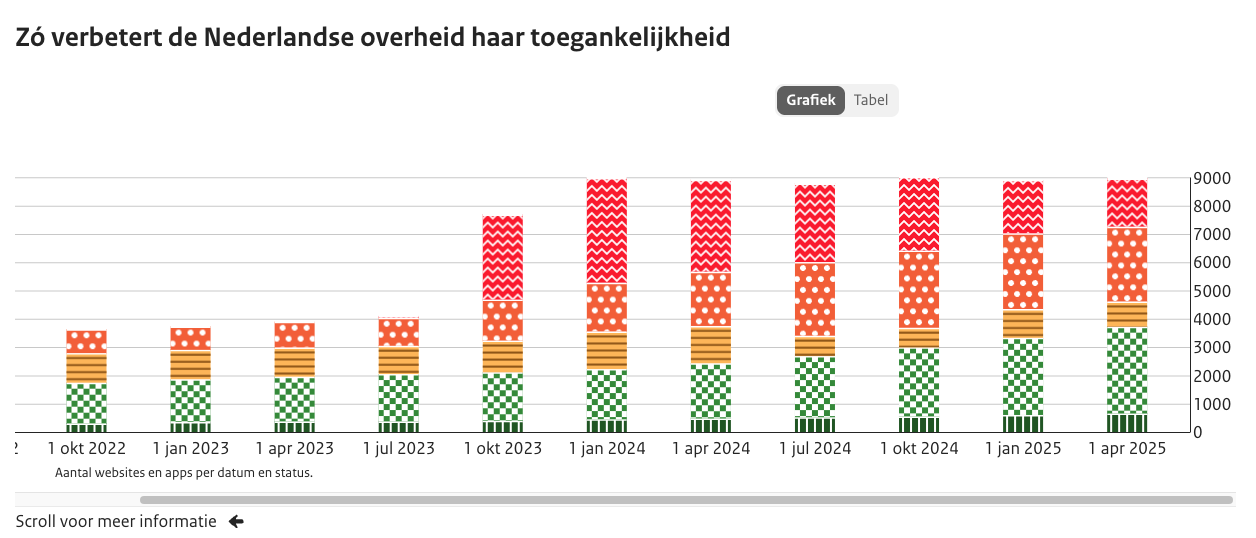 Zó verbetert de Nederlandse overheid haar toegankelijkheid
Grafiek Tabel
9000
8000
7000
6000
5000
4000
3000
2000
1000
0
2 1 okt 2022 1 jan 2023 1 apr 2023 1 jul 2023 1 okt 2023 1 jan 2024 1 apr 2024 1 jul 2024 1 okt 2024 1 jan 2025 1 apr 2025
Aantal websites en apps per datum en status.
Scroll voor meer informatie